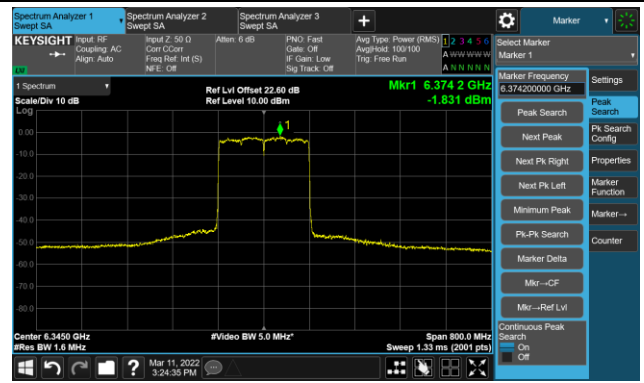 Spectrum Analyzer 1
Swept SA
Spectrum Analyzer 2
Swept SA
Spectrum Analyzer 3
Swept SA
+
Marker
KEYSIGHT
Input: RF
Coupling: AC
Align: Auto
Input Z: 50 Ω
Corr CCorr
Freq Ref: Int (S)
NFE: Off
Atten: 6 dB
PNO: Fast
Gate: Off
IF Gain: Low
Sig Track: Off
Avg Type: Power (RMS)
Avg|Hold: 100/100
Trig: Free Run
1 2 3 4 5 6
A W W W W W
A N N N N N
Select Marker
Marker 1
LW
1 Spectrum
Scale/Div 10 dB
Log
Ref Lvl Offset 22.60 dB
Ref Level 10.00 dBm
Mkr1 6.374 2 GHz
-1.831 dBm
1
0.00
-10.0
-20.0
-30.0
-40.0
-50.0
-60.0
-70.0
-80.0
Center 6.3450 GHz
#Res BW 1.6 MHz
#Video BW 5.0 MHz*
Span 800.0 MHz
Sweep 1.33 ms (2001 pts)
Marker Frequency
6.374200000 GHz
Peak Search
Next Peak
Next Pk Right
Next Pk Left
Minimum Peak
Pk-Pk Search
Marker Delta
Mkr→CF
Mkr→Ref Lvl
Continuous Peak
Search
On
Off
Settings
Peak
Search
Pk Search
Config
Properties
Marker
Function
Marker→
Counter
?
Mar 11, 2022
3:24:35 PM